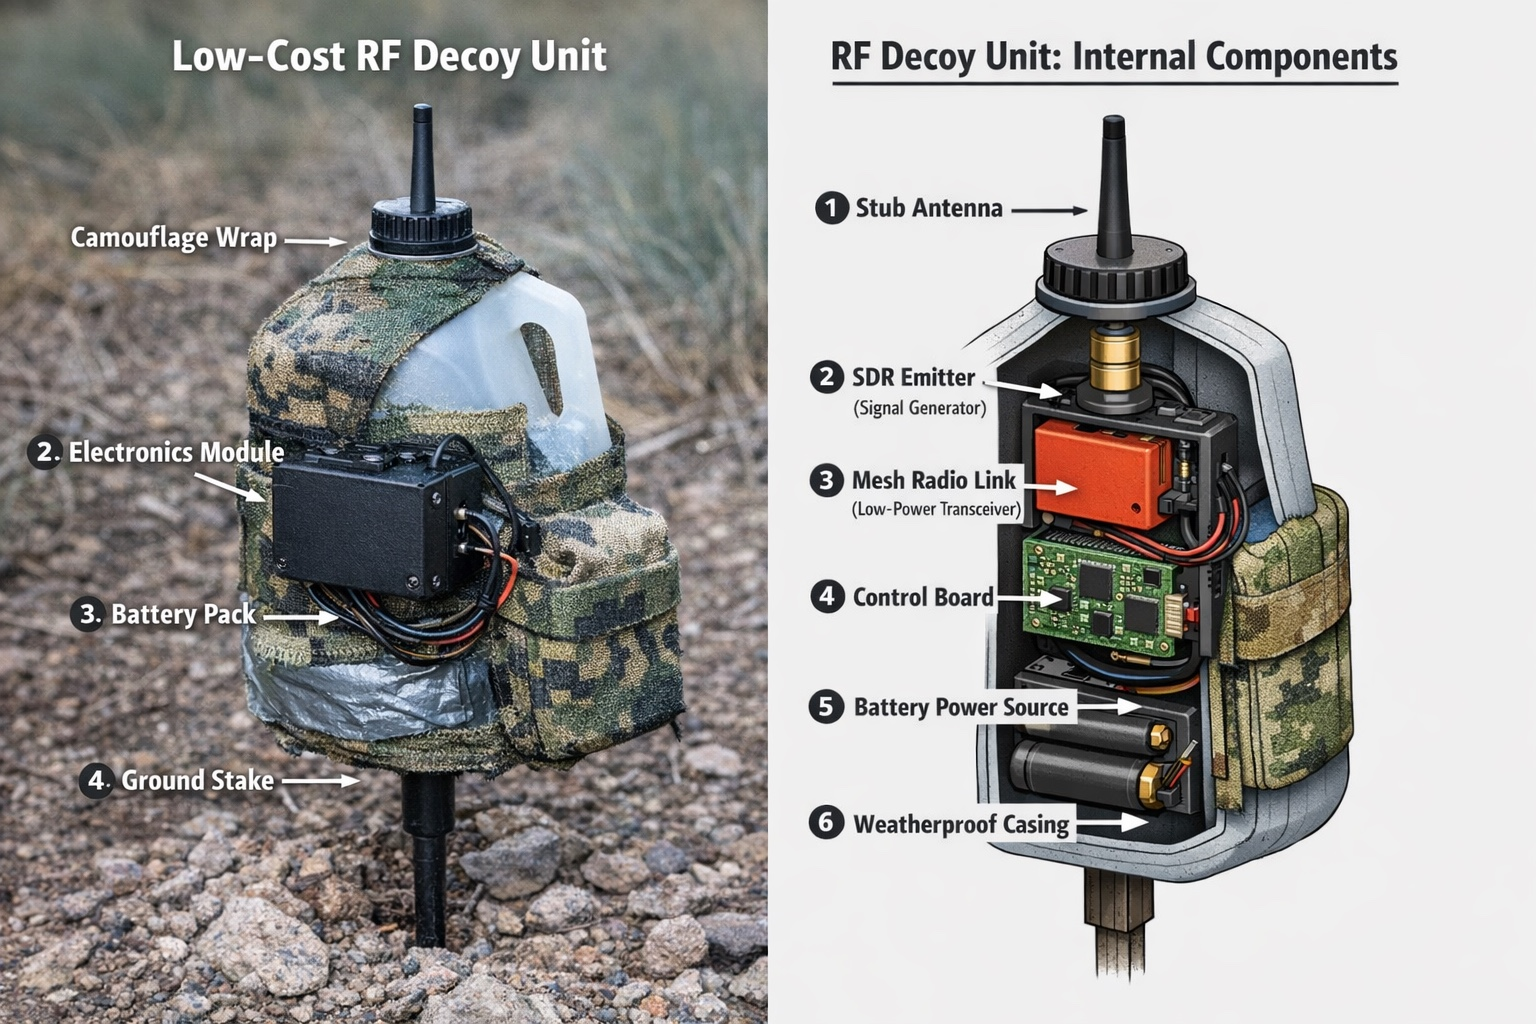 Low-Cost RF Decoy Unit
Camouflage Wrap
2. Electronics Module
3. Battery Pack
4. Ground Stake
RF Decoy Unit: Internal Components
1 Stub Antenna
2 SDR Emitter
(Signal Generator)
3 Mesh Radio Link
(Low-Power Transceiver)
4 Control Board
5 Battery Power Source
6 Weatherproof Casing